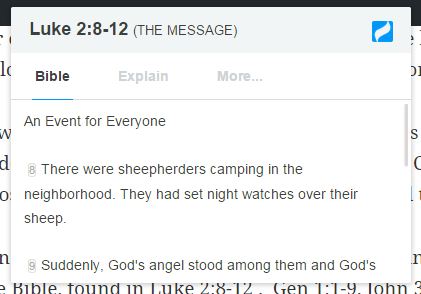 Luke 2:8-12 (THE MESSAGE)
Bible Explain More...
An Event for Everyone
8 There were sheepherders camping in the
neighborhood. They had set night watches over their
sheep.
9 Suddenly, God's angel stood among them and God's
e Bible, found in Luke 2:8-12 , Gen 1:1-9, John 3